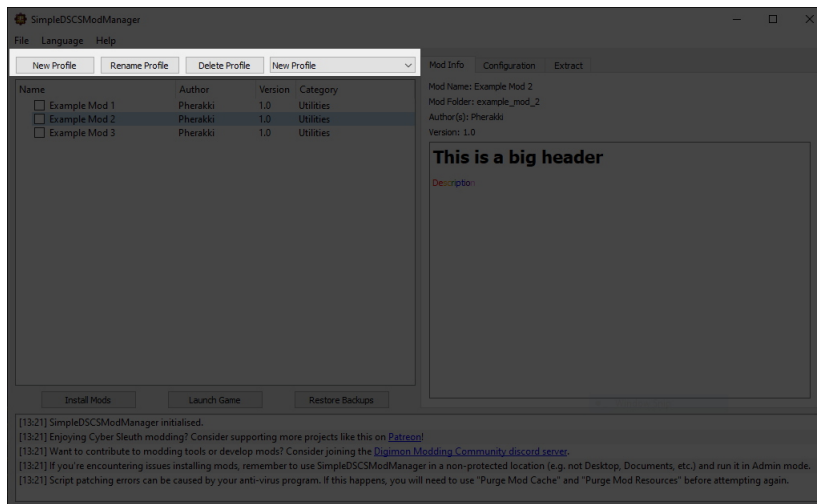 SimpleDSCSModManager
File Language Help
New Profile Rename Profile Delete Profile New Profile
Mod Info Configuration Extract
Name Author Version Category
Example Mod 1 Pherakki 1.0 Utilities
Example Mod 2 Pherakki 1.0 Utilities
Example Mod 3 Pherakki 1.0 Utilities
Mod Name: Example Mod 2
Mod Folder: example_mod_2
Author(s): Pherakki
Version: 1.0
This is a big header
Description
Install Mods Launch Game Restore Backups
[13:21] SimpleDSCSModManager initialised.
[13:21] Enjoying Cyber Sleuth modding? Consider supporting more projects like this on Patreon!
[13:21] Want to contribute to modding tools or develop mods? Consider joining the Digimon Modding Community discord server.
[13:21] If you're encountering issues installing mods, remember to use SimpleDSCSModManager in a non-protected location (e.g. not Desktop, Documents, etc.) and run it in Admin mode.
[13:21] Script patching errors can be caused by your anti-virus program. If this happens, you will need to use "Purge Mod Cache" and "Purge Mod Resources" before attempting again.